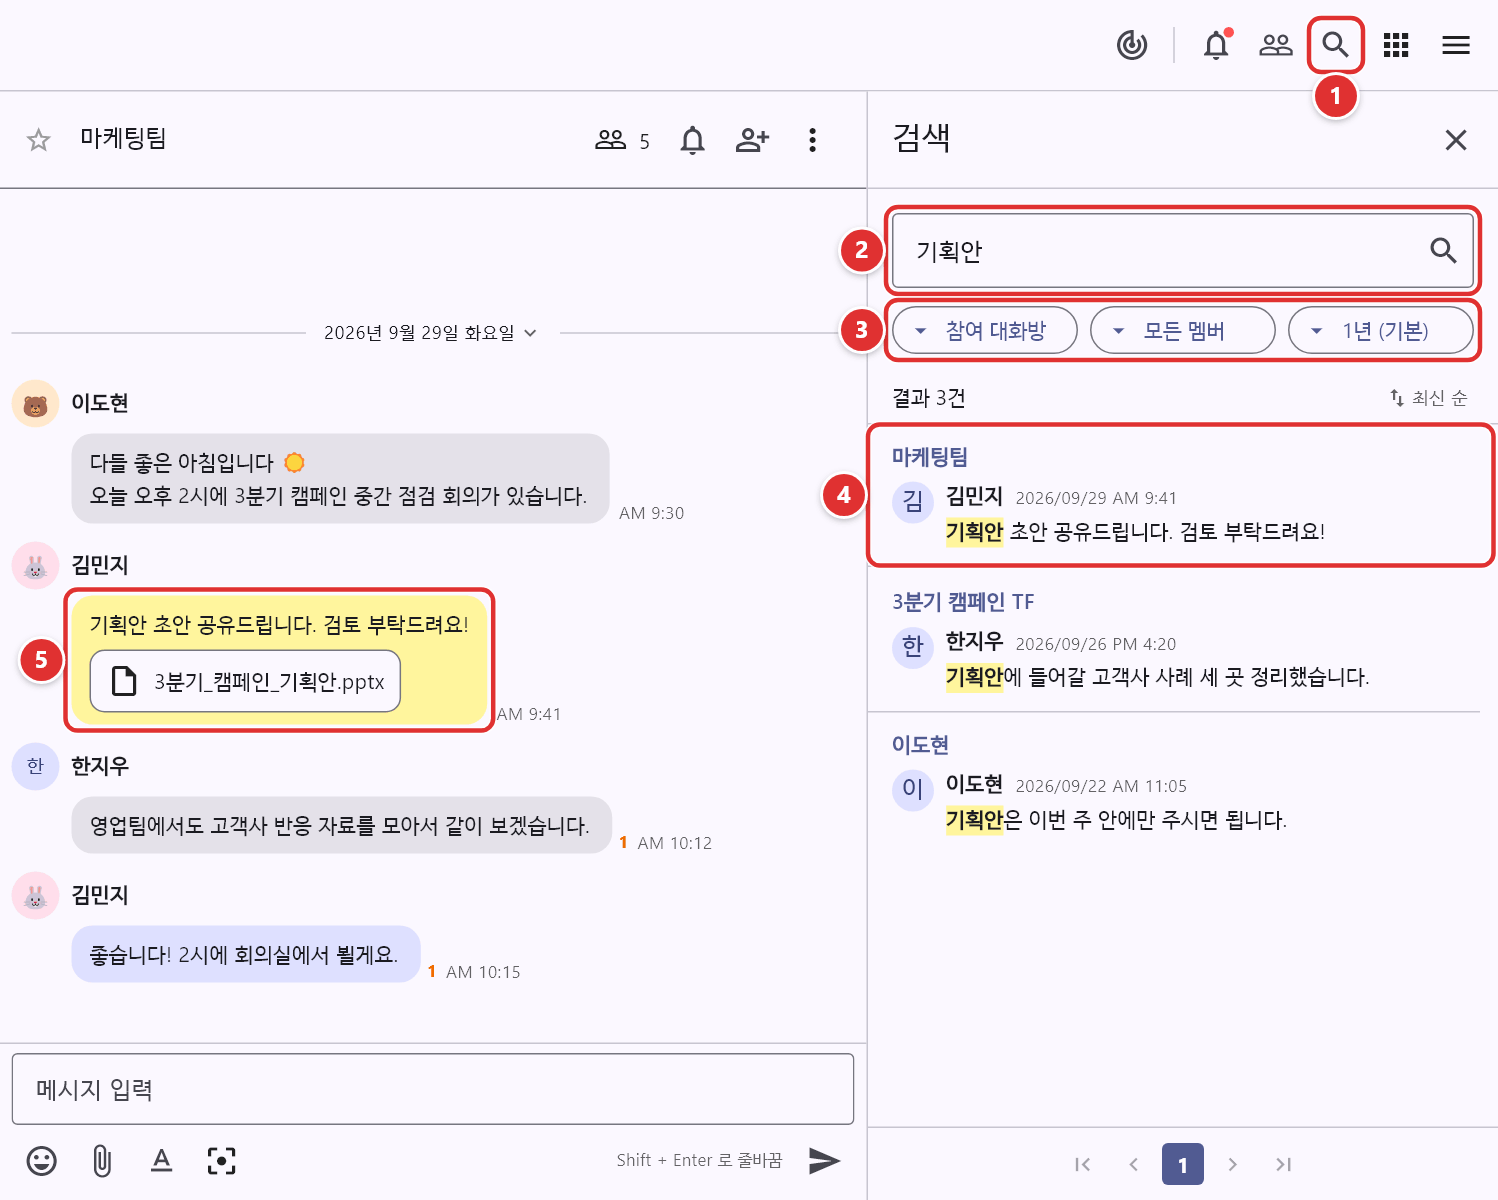 1
마케팅팀
5
2026년 9월 29일 화요일
이도현
다들 좋은 아침입니다
오늘 오후 2시에 3분기 캠페인 중간 점검 회의가 있습니다.
AM 9:30
김민지
5
기획안 초안 공유드립니다. 검토 부탁드려요!
3분기_캠페인_기획안.pptx
AM 9:41
한
한지우
영업팀에서도 고객사 반응 자료를 모아서 같이 보겠습니다.
1 AM 10:12
김민지
좋습니다! 2시에 회의실에서 뵐게요.
1 AM 10:15
메시지 입력
Shift + Enter 로 줄바꿈
검색
2
기획안
3
참여 대화방
모든 멤버
1년 (기본)
결과 3건
최신 순
4
마케팅팀
김
김민지 2026/09/29 AM 9:41
기획안 초안 공유드립니다. 검토 부탁드려요!
3분기 캠페인 TF
한
한지우 2026/09/26 PM 4:20
기획안에 들어갈 고객사 사례 세 곳 정리했습니다.
이도현
이
이도현 2026/09/22 AM 11:05
기획안은 이번 주 안에만 주시면 됩니다.
1